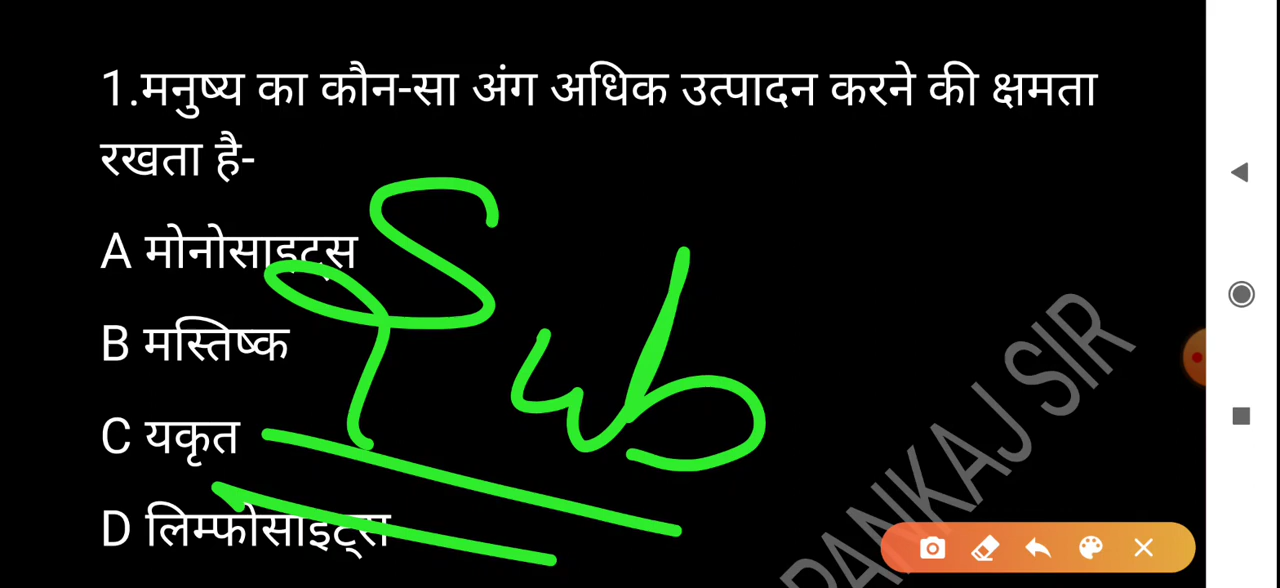 1.मनुष्य का कौन-सा अंग अधिक उत्पादन करने की क्षमता
रखता है-
A मोनोसाइट्स
B मस्तिष्क
C यकृत
D लिम्फोसाइट्स
Sub
PANKAJ SIR